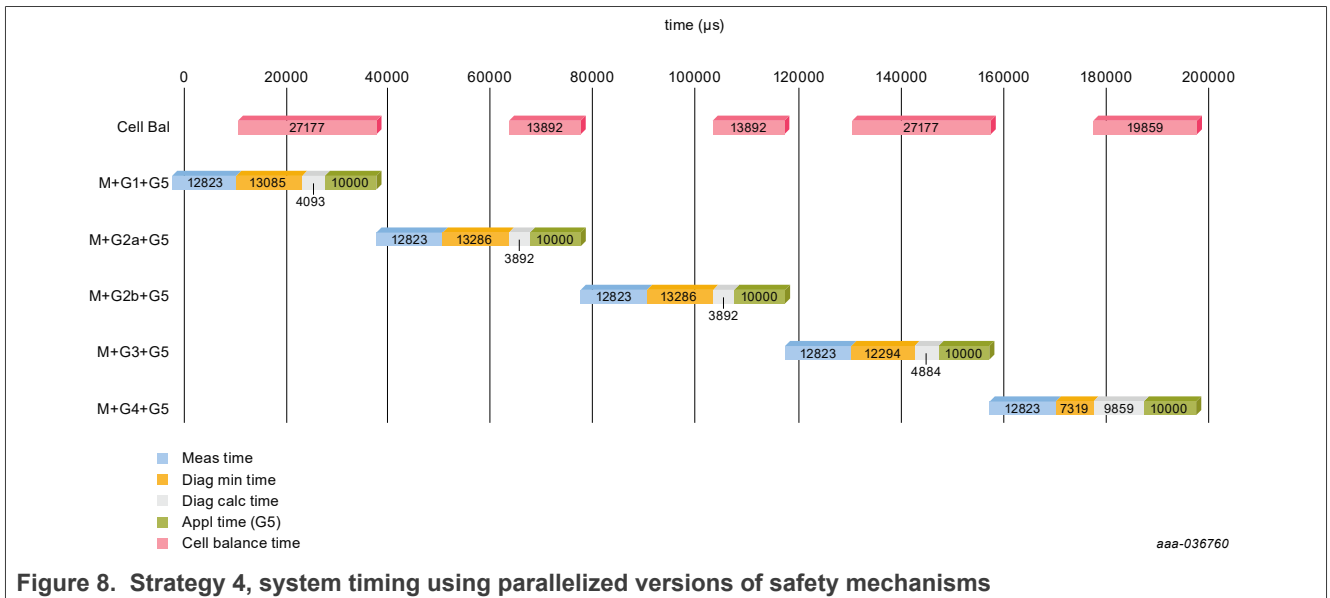 time (µs)
0 20000 40000 60000 80000 100000 120000 140000 160000 180000 200000
Cell Bal 27177 13892 13892 27177 19859
M+G1+G5 12823 13085 10000
4093
M+G2a+G5 12823 13286 10000
3892
M+G2b+G5 12823 13286 10000
3892
M+G3+G5 12823 12294 10000
4884
M+G4+G5 12823 7319 9859 10000
Meas time
Diag min time
Diag calc time
Appl time (G5)
Cell balance time
aaa-036760
Figure 8. Strategy 4, system timing using parallelized versions of safety mechanisms